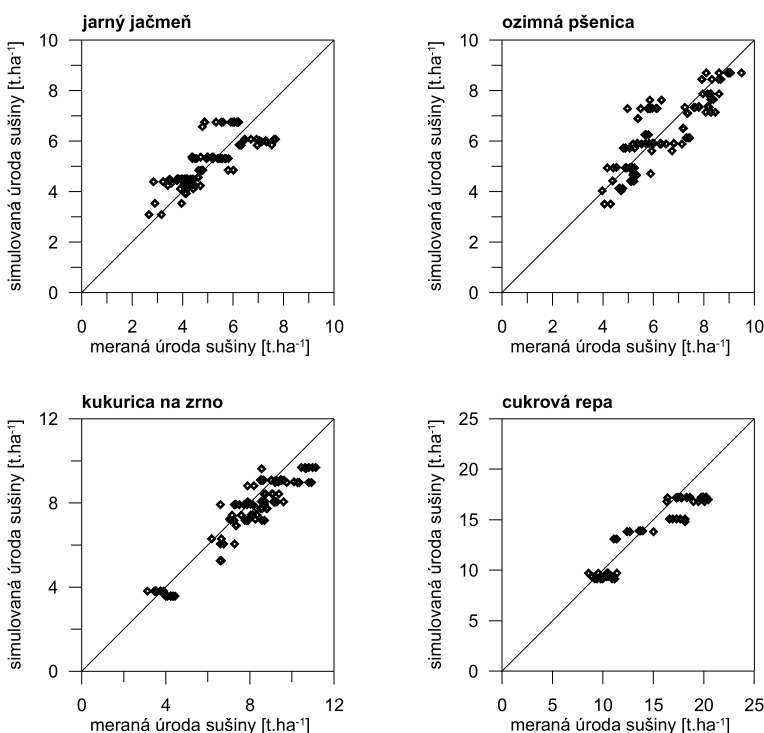 jarný jačmeň
10
8
6
4
2
0
simulovaná úroda sušiny [t.ha-1]
0 2 4 6 8 10
meraná úroda sušiny [t.ha-1]
ozimná pšenica
10
8
6
4
2
0
simulovaná úroda sušiny [t.ha-1]
0 2 4 6 8 10
meraná úroda sušiny [t.ha-1]
kukurica na zrno
12
8
4
0
simulovaná úroda sušiny [t.ha-1]
0 4 8 12
meraná úroda sušiny [t.ha-1]
cukrová repa
25
20
15
10
5
0
simulovaná úroda sušiny [t.ha-1]
0 5 10 15 20 25
meraná úroda sušiny [t.ha-1]